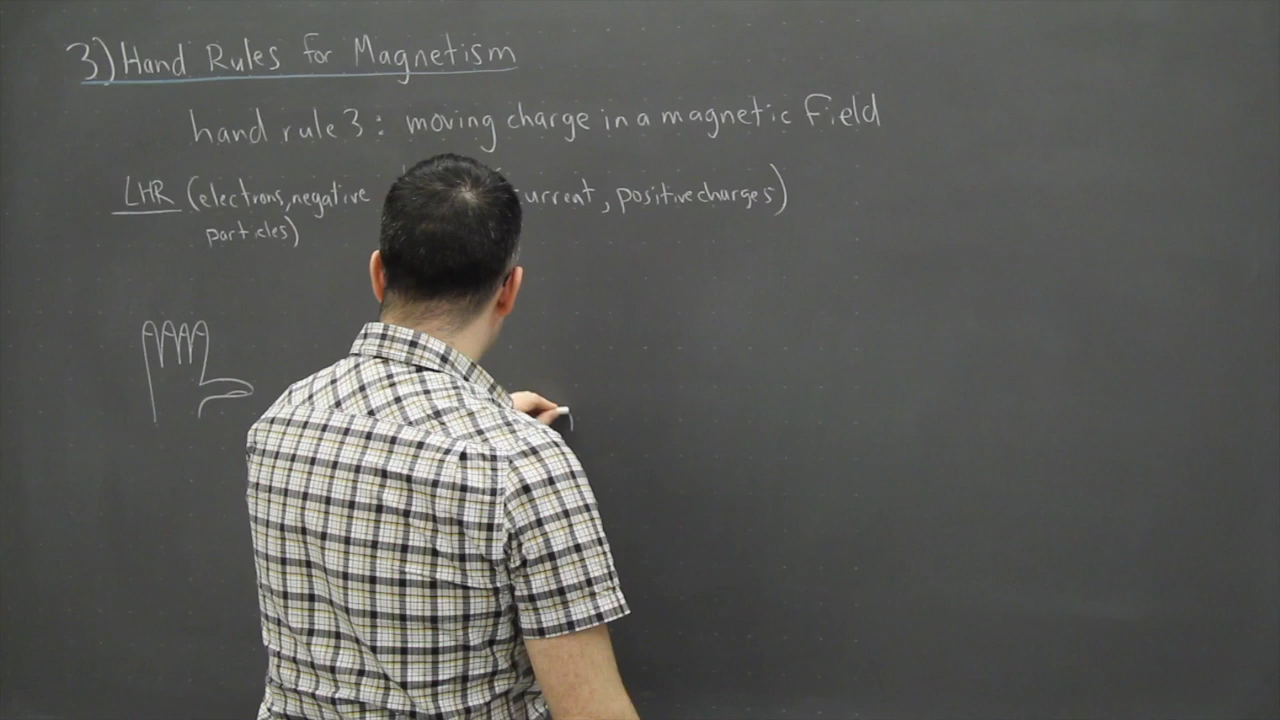 3) Hand Rules for Magnetism
hand rule 3: moving charge in a magnetic field
LHR (electrons, negative urrent, positive charges)
particles)